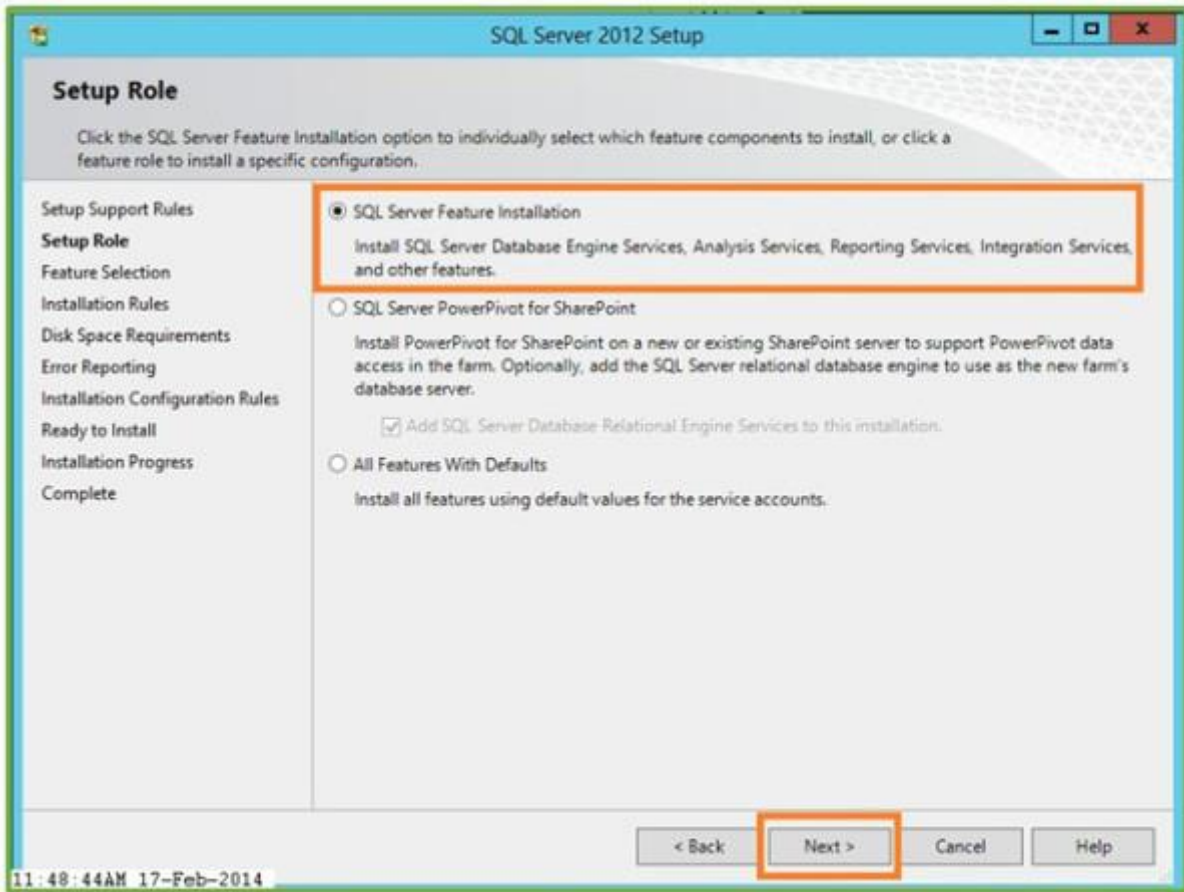 SQL Server 2012 Setup
Setup Role
Click the SQL Server Feature Installation option to individually select which feature components to install, or click a
feature role to install a specific configuration.
Setup Support Rules
Setup Role
Feature Selection
Installation Rules
Disk Space Requirements
Error Reporting
Installation Configuration Rules
Ready to Install
Installation Progress
Complete
SQL Server Feature Installation
Install SQL Server Database Engine Services, Analysis Services, Reporting Services, Integration Services,
and other features.
SQL Server PowerPivot for SharePoint
Install PowerPivot for SharePoint on a new or existing SharePoint server to support PowerPivot data
access in the farm. Optionally, add the SQL Server relational database engine to use as the new farm's
database server.
Add SQL Server Database Relational Engine Services to this installation.
All Features With Defaults
Install all features using default values for the service accounts.
< Back
Next >
Cancel
Help
11:48:44AM 17-Feb-2014